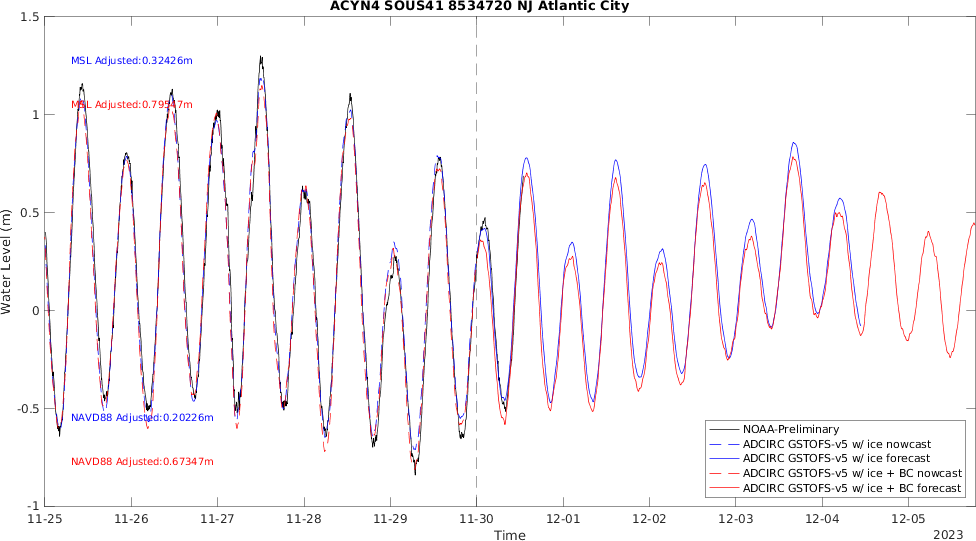 ACYN4 SOUS41 8534720 NJ Atlantic City
1.5
1
0.5
0
-0.5
-1
Water Level (m)
MSL Adjusted:0.32426m
MSL Adjusted:0.79547m
NAVD88 Adjusted:0.20226m
NAVD88 Adjusted:0.67347m
NOAA-Preliminary
ADCIRC GSTOFS-v5 w/ ice nowcast
ADCIRC GSTOFS-v5 w/ ice forecast
ADCIRC GSTOFS-v5 w/ ice + BC nowcast
ADCIRC GSTOFS-v5 w/ ice + BC forecast
11-25 11-26 11-27 11-28 11-29 11-30 12-01 12-02 12-03 12-04 12-05
Time
2023